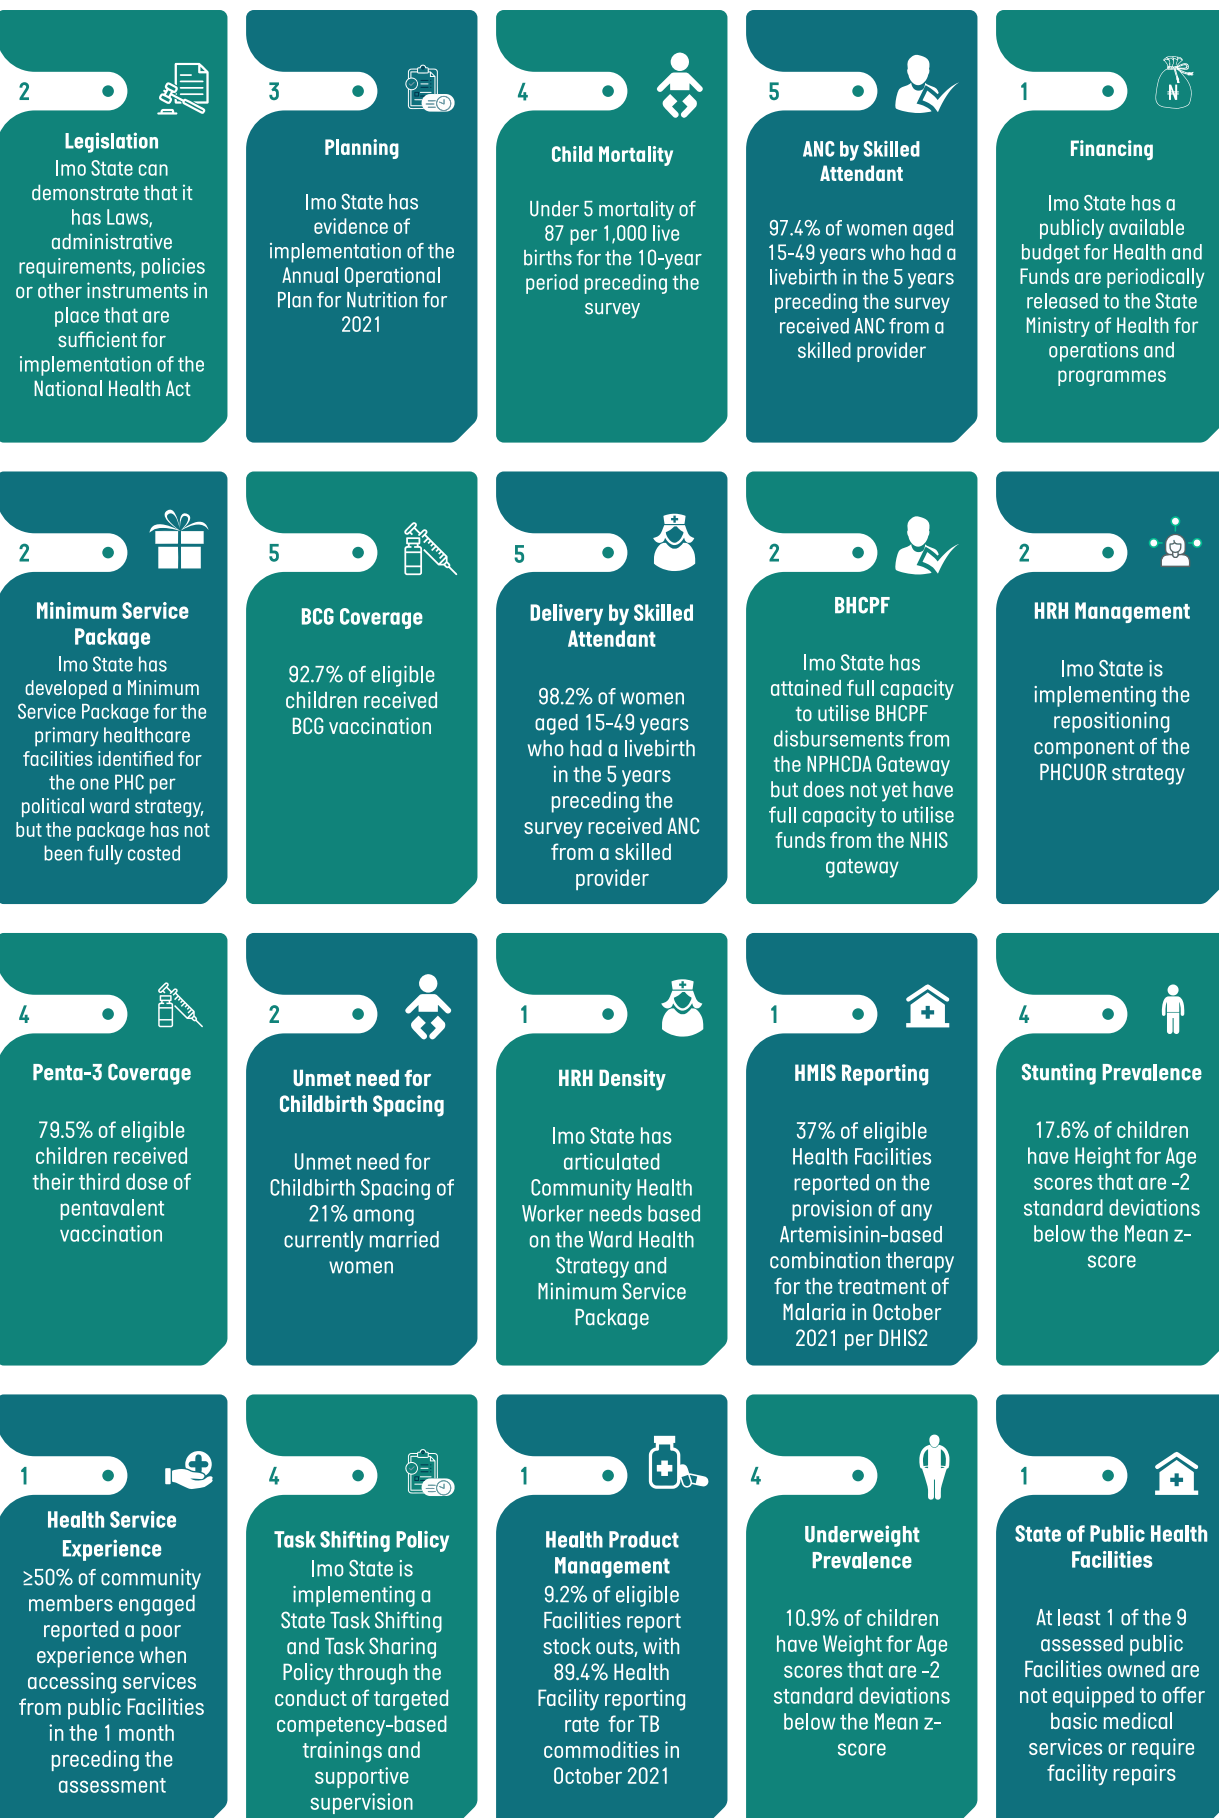 2
Legislation
Imo State can
demonstrate that it
has Laws,
administrative
requirements, policies
or other instruments in
place that are
sufficient for
implementation of the
National Health Act
3
Planning
Imo State has
evidence of
implementation of the
Annual Operational
Plan for Nutrition for
2021
4
Child Mortality
Under 5 mortality of
87 per 1,000 live
births for the 10-year
period preceding the
survey
5
ANC by Skilled
Attendant
97.4% of women aged
15-49 years who had a
livebirth in the 5 years
preceding the survey
received ANC from a
skilled provider
1
₦
Financing
Imo State has a
publicly available
budget for Health and
Funds are periodically
released to the State
Ministry of Health for
operations and
programmes
2
Minimum Service
Package
Imo State has
developed a Minimum
Service Package for the
primary healthcare
facilities identified for
the one PHC per
political ward strategy,
but the package has not
been fully costed
5
BCG Coverage
92.7% of eligible
children received
BCG vaccination
5
Delivery by Skilled
Attendant
98.2% of women
aged 15-49 years
who had a livebirth
in the 5 years
preceding the
survey received ANC
from a skilled
provider
2
BHCPF
Imo State has
attained full capacity
to utilise BHCPF
disbursements from
the NPHCDA Gateway
but does not yet have
full capacity to utilise
funds from the NHIS
gateway
2
HRH Management
Imo State is
implementing the
repositioning
component of the
PHCUOR strategy
4
Penta-3 Coverage
79.5% of eligible
children received
their third dose of
pentavalent
vaccination
2
Unmet need for
Childbirth Spacing
Unmet need for
Childbirth Spacing of
21% among
currently married
women
1
HRH Density
Imo State has
articulated
Community Health
Worker needs based
on the Ward Health
Strategy and
Minimum Service
Package
1
HMIS Reporting
37% of eligible
Health Facilities
reported on the
provision of any
Artemisinin-based
combination therapy
for the treatment of
Malaria in October
2021 per DHIS2
4
Stunting Prevalence
17.6% of children
have Height for Age
scores that are -2
standard deviations
below the Mean z-
score
1
Health Service
Experience
≥50% of community
members engaged
reported a poor
experience when
accessing services
from public Facilities
in the 1 month
preceding the
assessment
4
Task Shifting Policy
Imo State is
implementing a
State Task Shifting
and Task Sharing
Policy through the
conduct of targeted
competency-based
trainings and
supportive
supervision
1
Health Product
Management
9.2% of eligible
Facilities report
stock outs, with
89.4% Health
Facility reporting
rate for TB
commodities in
October 2021
4
Underweight
Prevalence
10.9% of children
have Weight for Age
scores that are -2
standard deviations
below the Mean z-
score
1
State of Public Health
Facilities
At least 1 of the 9
assessed public
Facilities owned are
not equipped to offer
basic medical
services or require
facility repairs